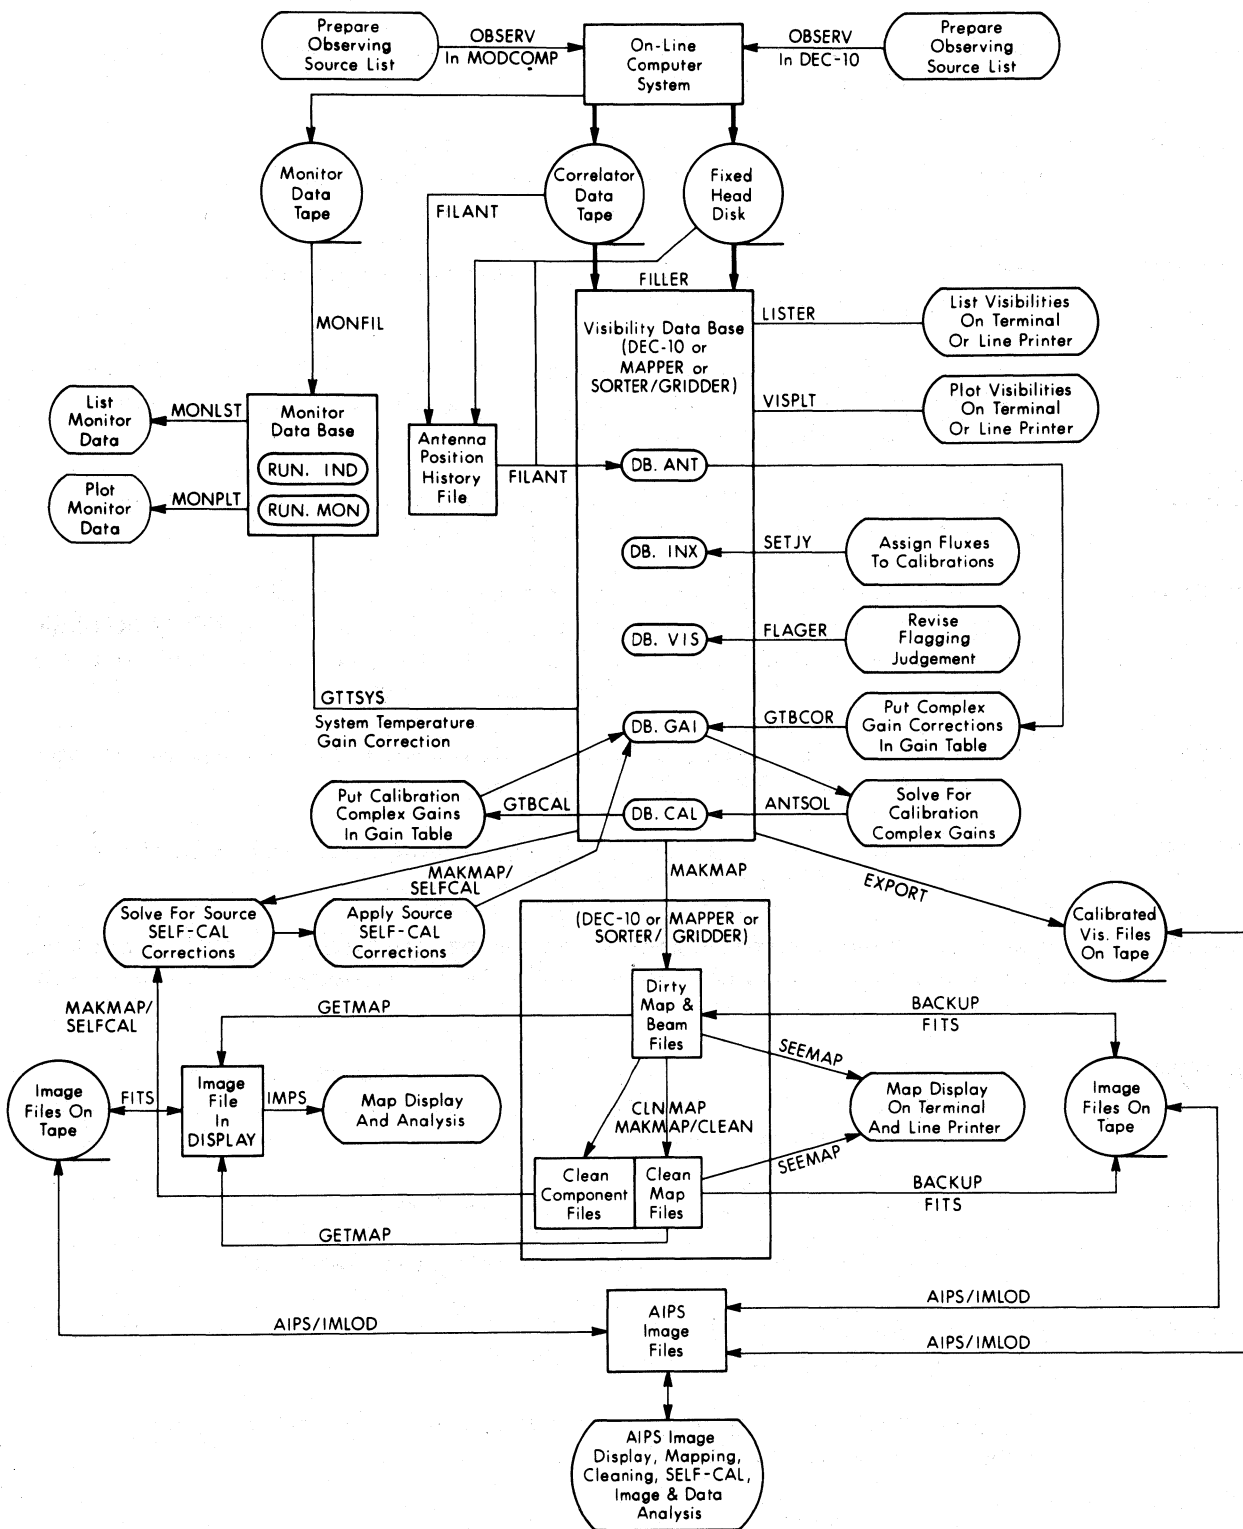 Prepare
Observing
Source List
OBSERV
In MODCOMP
On-Line
Computer
System
OBSERV
In DEC-10
Prepare
Observing
Source List
Monitor
Data
Tape
Correlator
Data
Tape
Fixed
Head
Disk
FILANT
FILLER
MONFIL
Visibility Data Base
(DEC-10 or
MAPPER or
SORTER/GRIDDER)
LISTER
List Visibilities
On Terminal
Or Line Printer
VISPLT
Plot Visibilities
On Terminal
Or Line Printer
List
Monitor
Data
MONLST
Monitor
Data Base
RUN. IND
RUN. MON
Plot
Monitor
Data
MONPLT
Antenna
Position
History
File
FILANT
DB. ANT
DB. INX
SETJY
Assign Fluxes
To Calibrations
DB. VIS
FLAGER
Revise
Flagging
Judgement
GTTSYS
System Temperature
Gain Correction
DB. GAI
GTBCOR
Put Complex
Gain Corrections
In Gain Table
Put Calibration
Complex Gains
In Gain Table
GTBCAL
DB. CAL
ANTSOL
Solve For
Calibration
Complex Gains
MAKMAP/
SELFCAL
MAKMAP
EXPORT
Solve For Source
SELF-CAL
Corrections
Apply Source
SELF-CAL
Corrections
(DEC-10 or MAPPER or
SORTER/ GRIDDER)
Calibrated
Vis. Files
On Tape
MAKMAP/
SELFCAL
GETMAP
Dirty
Map &
Beam
Files
BACKUP
FITS
SEEMAP
Image
Files On
Tape
FITS
Image
File
In
DISPLAY
IMPS
Map Display
And Analysis
CLNMAP
MAKMAP/CLEAN
Map Display
On Terminal
And Line Printer
Image
Files On
Tape
SEEMAP
Clean
Component
Files
Clean
Map
Files
BACKUP
FITS
GETMAP
AIPS/IMLOD
AIPS
Image
Files
AIPS/IMLOD
AIPS/IMLOD
AIPS Image
Display, Mapping,
Cleaning, SELF-CAL,
Image & Data
Analysis